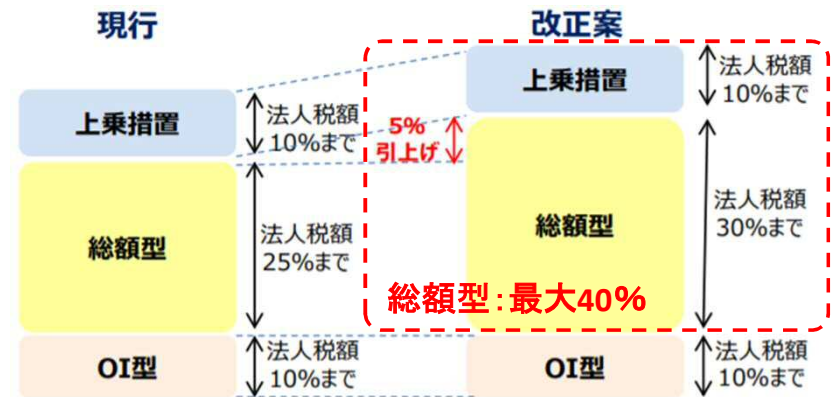 現行
上乗措置
法人税額
10%まで
総額型
法人税額
25%まで
OI型
法人税額
10%まで
5%
引上げ
改正案
上乗措置
法人税額
10%まで
総額型
法人税額
30%まで
総額型：最大40%
OI型
法人税額
10%まで